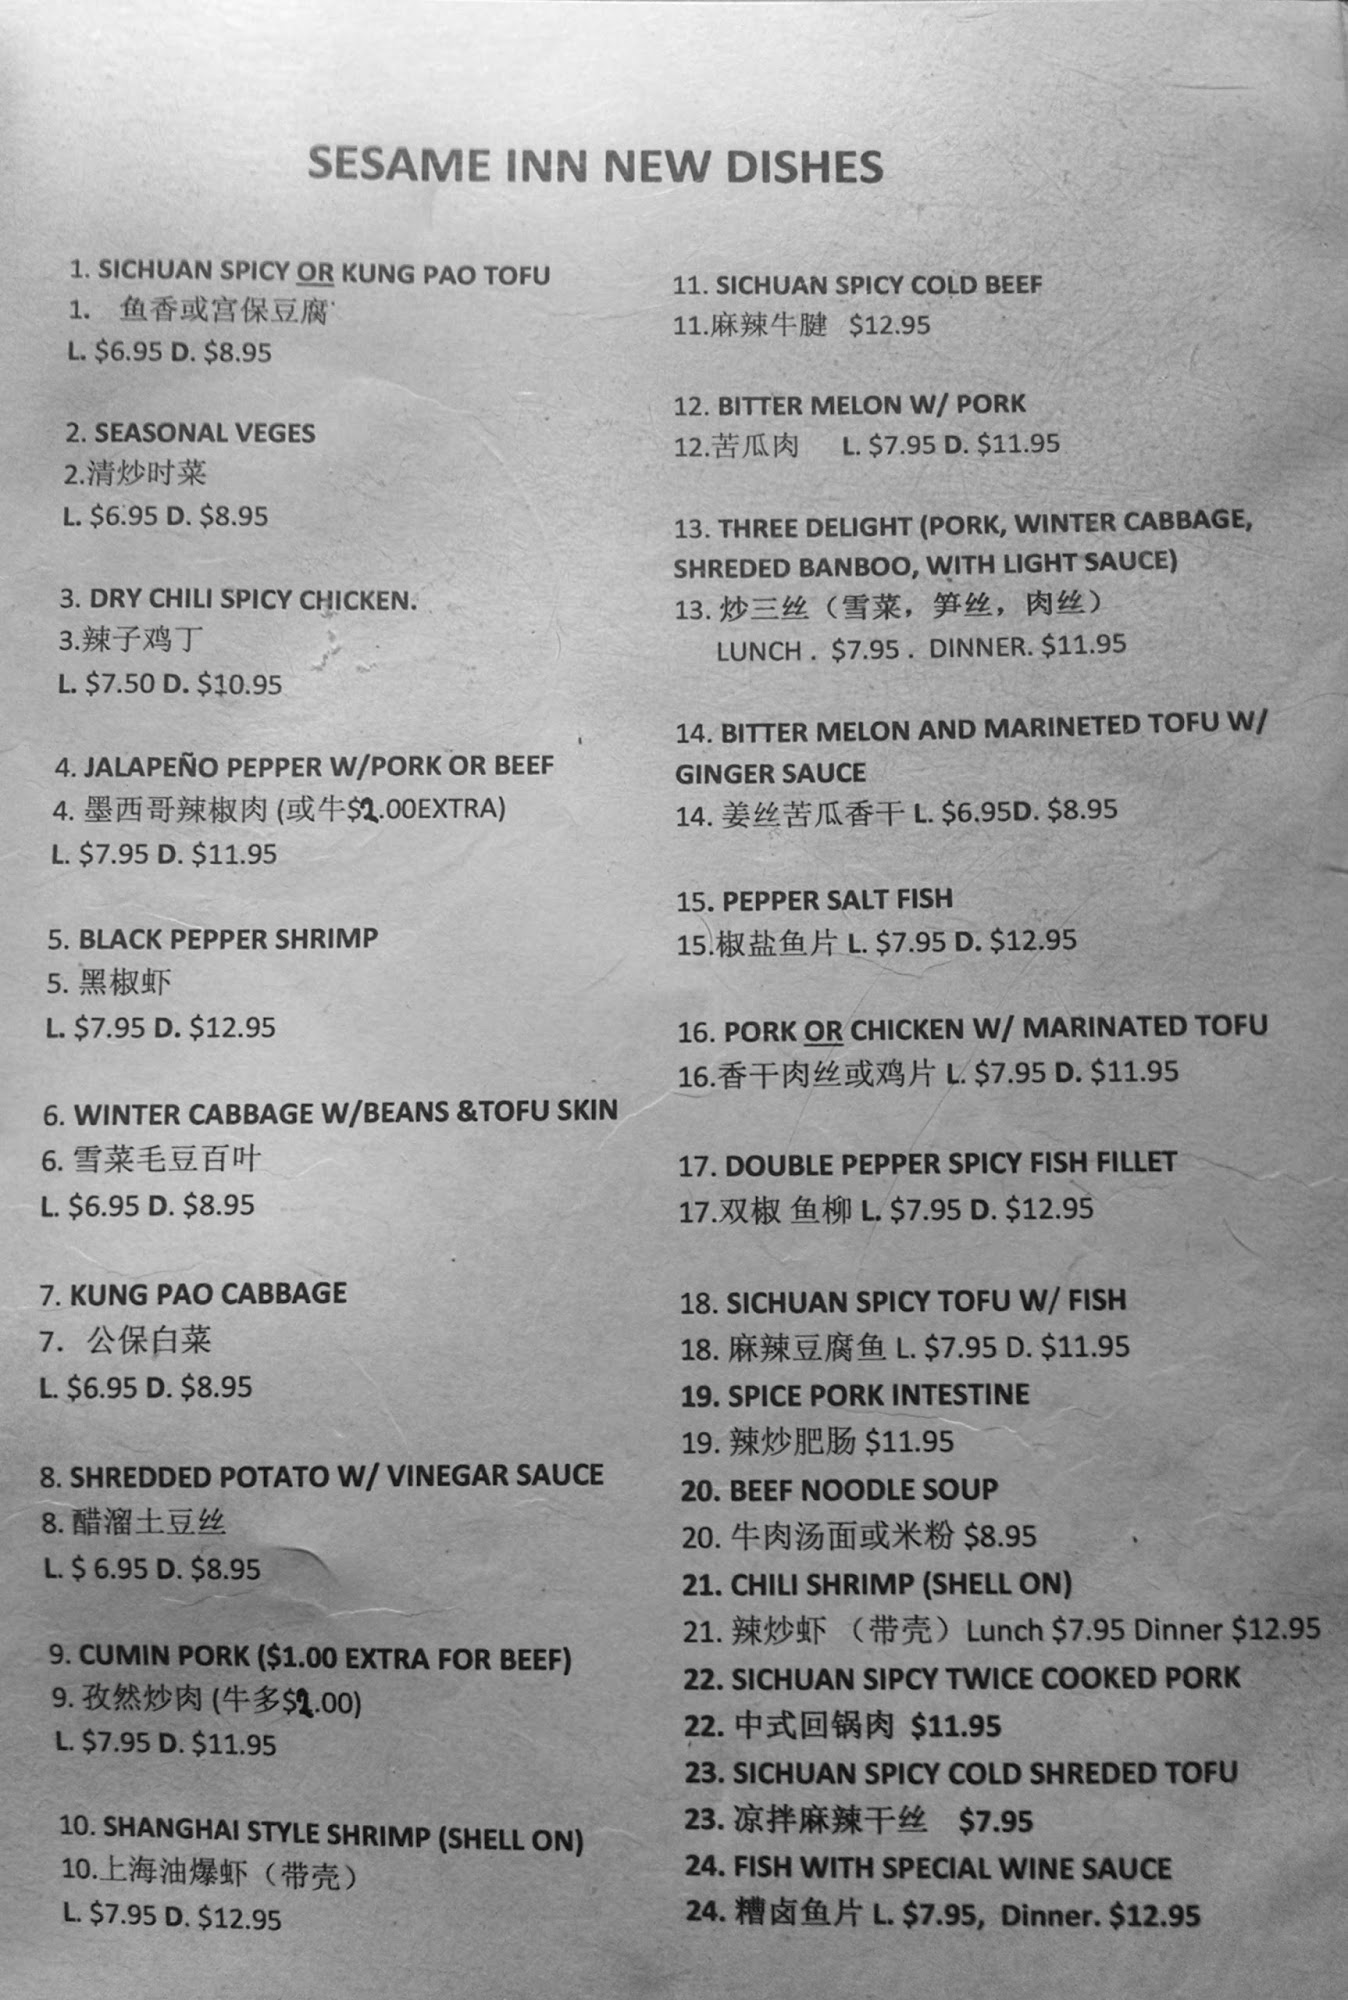 SESAME INN NEW DISHES
1. SICHUAN SPICY OR KUNG PAO TOFU
1. 鱼香或宫保豆腐
L. $6.95 D. $8.95
2. SEASONAL VEGES
2.清炒时菜
L. $6.95 D. $8.95
3. DRY CHILI SPICY CHICKEN.
3.辣子鸡丁
L. $7.50 D. $10.95
4. JALAPEÑO PEPPER W/PORK OR BEEF
4. 墨西哥辣椒肉 (或牛$2.00EXTRA)
L. $7.95 D. $11.95
5. BLACK PEPPER SHRIMP
5. 黑椒虾
L. $7.95 D. $12.95
6. WINTER CABBAGE W/BEANS &TOFU SKIN
6. 雪菜毛豆百叶
L. $6.95 D. $8.95
7. KUNG PAO CABBAGE
7. 公保白菜
L. $6.95 D. $8.95
8. SHREDDED POTATO W/ VINEGAR SAUCE
8. 醋溜土豆丝
L. $ 6.95 D. $8.95
9. CUMIN PORK ($1.00 EXTRA FOR BEEF)
9. 孜然炒肉 (牛多$2.00)
L. $7.95 D. $11.95
10. SHANGHAI STYLE SHRIMP (SHELL ON)
10.上海油爆虾（带壳）
L. $7.95 D. $12.95
11. SICHUAN SPICY COLD BEEF
11.麻辣牛腱 $12.95
12. BITTER MELON W/ PORK
12.苦瓜肉 L. $7.95 D. $11.95
13. THREE DELIGHT (PORK, WINTER CABBAGE,
SHREDED BANBOO, WITH LIGHT SAUCE)
13. 炒三丝（雪菜，笋丝，肉丝）
LUNCH . $7.95 . DINNER. $11.95
14. BITTER MELON AND MARINETED TOFU W/
GINGER SAUCE
14. 姜丝苦瓜香干 L. $6.95D. $8.95
15. PEPPER SALT FISH
15.椒盐鱼片 L. $7.95 D. $12.95
16. PORK OR CHICKEN W/ MARINATED TOFU
16.香干肉丝或鸡片 L. $7.95 D. $11.95
17. DOUBLE PEPPER SPICY FISH FILLET
17.双椒 鱼柳 L. $7.95 D. $12.95
18. SICHUAN SPICY TOFU W/ FISH
18. 麻辣豆腐鱼 L. $7.95 D. $11.95
19. SPICE PORK INTESTINE
19. 辣炒肥肠 $11.95
20. BEEF NOODLE SOUP
20. 牛肉汤面或米粉 $8.95
21. CHILI SHRIMP (SHELL ON)
21. 辣炒虾 （带壳）Lunch $7.95 Dinner $12.95
22. SICHUAN SIPCY TWICE COOKED PORK
22. 中式回锅肉 $11.95
23. SICHUAN SPICY COLD SHREDED TOFU
23. 凉拌麻辣干丝 $7.95
24. FISH WITH SPECIAL WINE SAUCE
24. 糟卤鱼片 L. $7.95, Dinner. $12.95